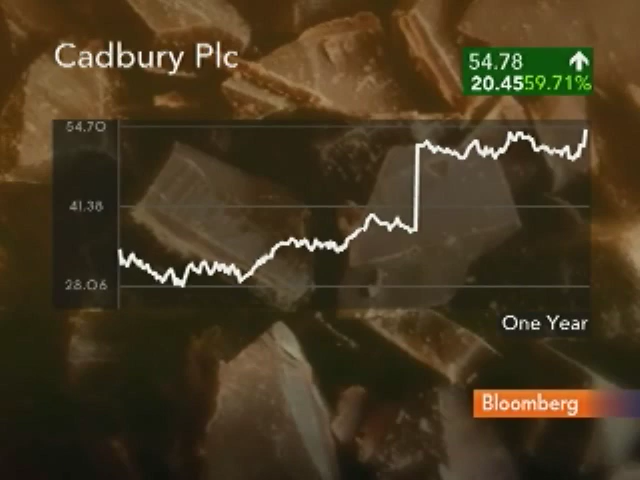 Cadbury Plc
54.78
20.45 59.71%
54.70
41.38
28.06
One Year
Bloomberg